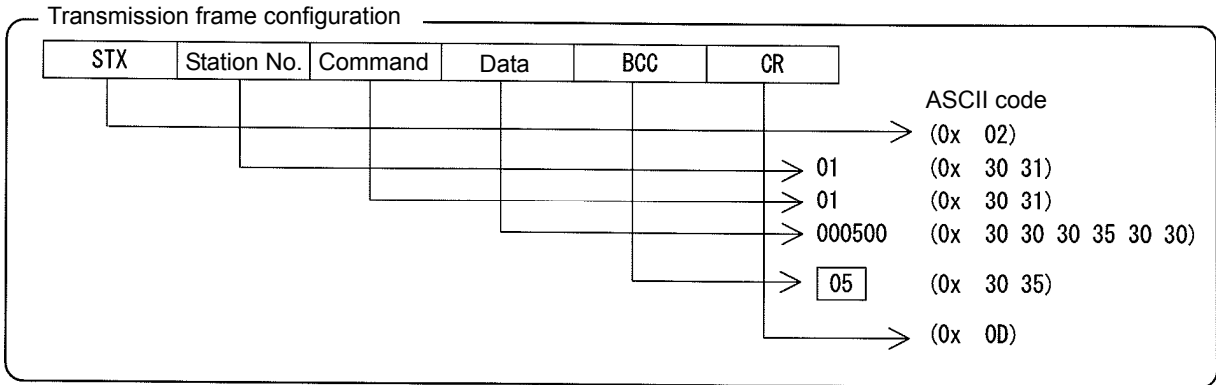 Transmission frame configuration
STX Station No. Command Data BCC CR
ASCII code
(0x 02)
01 (0x 30 31)
01 (0x 30 31)
000500 (0x 30 30 30 35 30 30)
05 (0x 30 35)
(0x 0D)